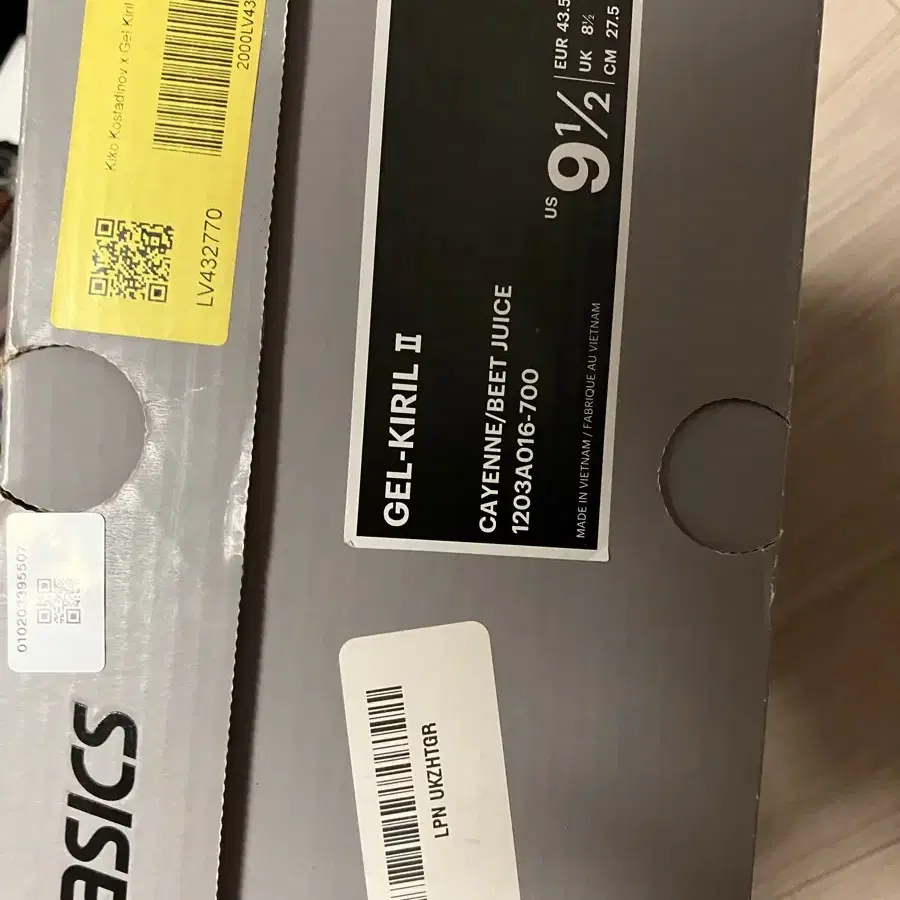 Kiko Kostadinov x Gel Kiril
2000LV43
LV432770
GEL-KIRIL II
CAYENNE/BEET JUICE
1203A016-700
MADE IN VIETNAM / FABRIQUE AU VIETNAM
US 9½
EUR 43.5
UK 8½
CM 27.5
010203395507
ASICS
LPN UKZHTGR